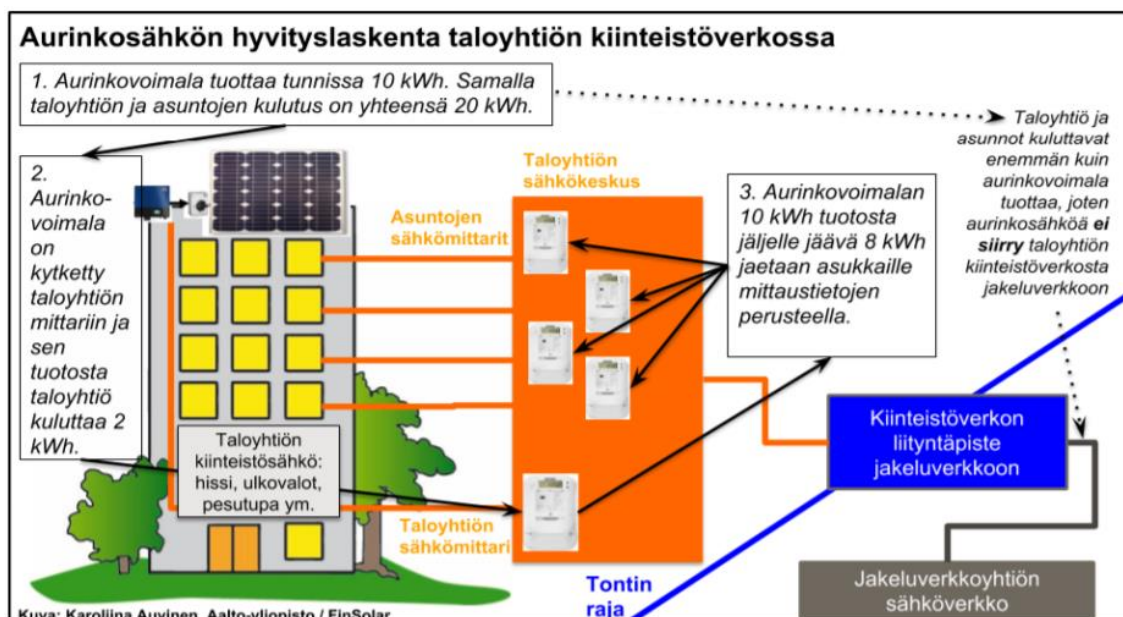 Aurinkosähkön hyvityslaskenta taloyhtiön kiinteistöverkossa
1. Aurinkovoimala tuottaa tunnissa 10 kWh. Samalla
taloyhtiön ja asuntojen kulutus on yhteensä 20 kWh.
2.
Aurinko-
voimala
on
kytketty
taloyhtiön
mittariin ja
sen
tuotosta
taloyhtiö
kuluttaa 2
kWh.
Asuntojen
sähkömittarit
Taloyhtiön
sähkökeskus
3. Aurinkovoimalan
10 kWh tuotosta
jäljelle jäävä 8 kWh
jaetaan asukkaille
mittaustietojen
perusteella.
Taloyhtiö ja
asunnot kuluttavat
enemmän kuin
aurinkovoimala
tuottaa, joten
aurinkosähköä ei
siirry taloyhtiön
kiinteistöverkosta
jakeluverkkoon
Taloyhtiön
kiinteistösähkö:
hissi, ulkovalot,
pesutupa ym.
Taloyhtiön
sähkömittari
Kiinteistöverkon
liityntäpiste
jakeluverkkoon
Tontin
raja
Jakeluverkkoyhtiön
sähköverkko
Kuva: Karoliina Auvinen, Aalto-yliopisto / FinSolar